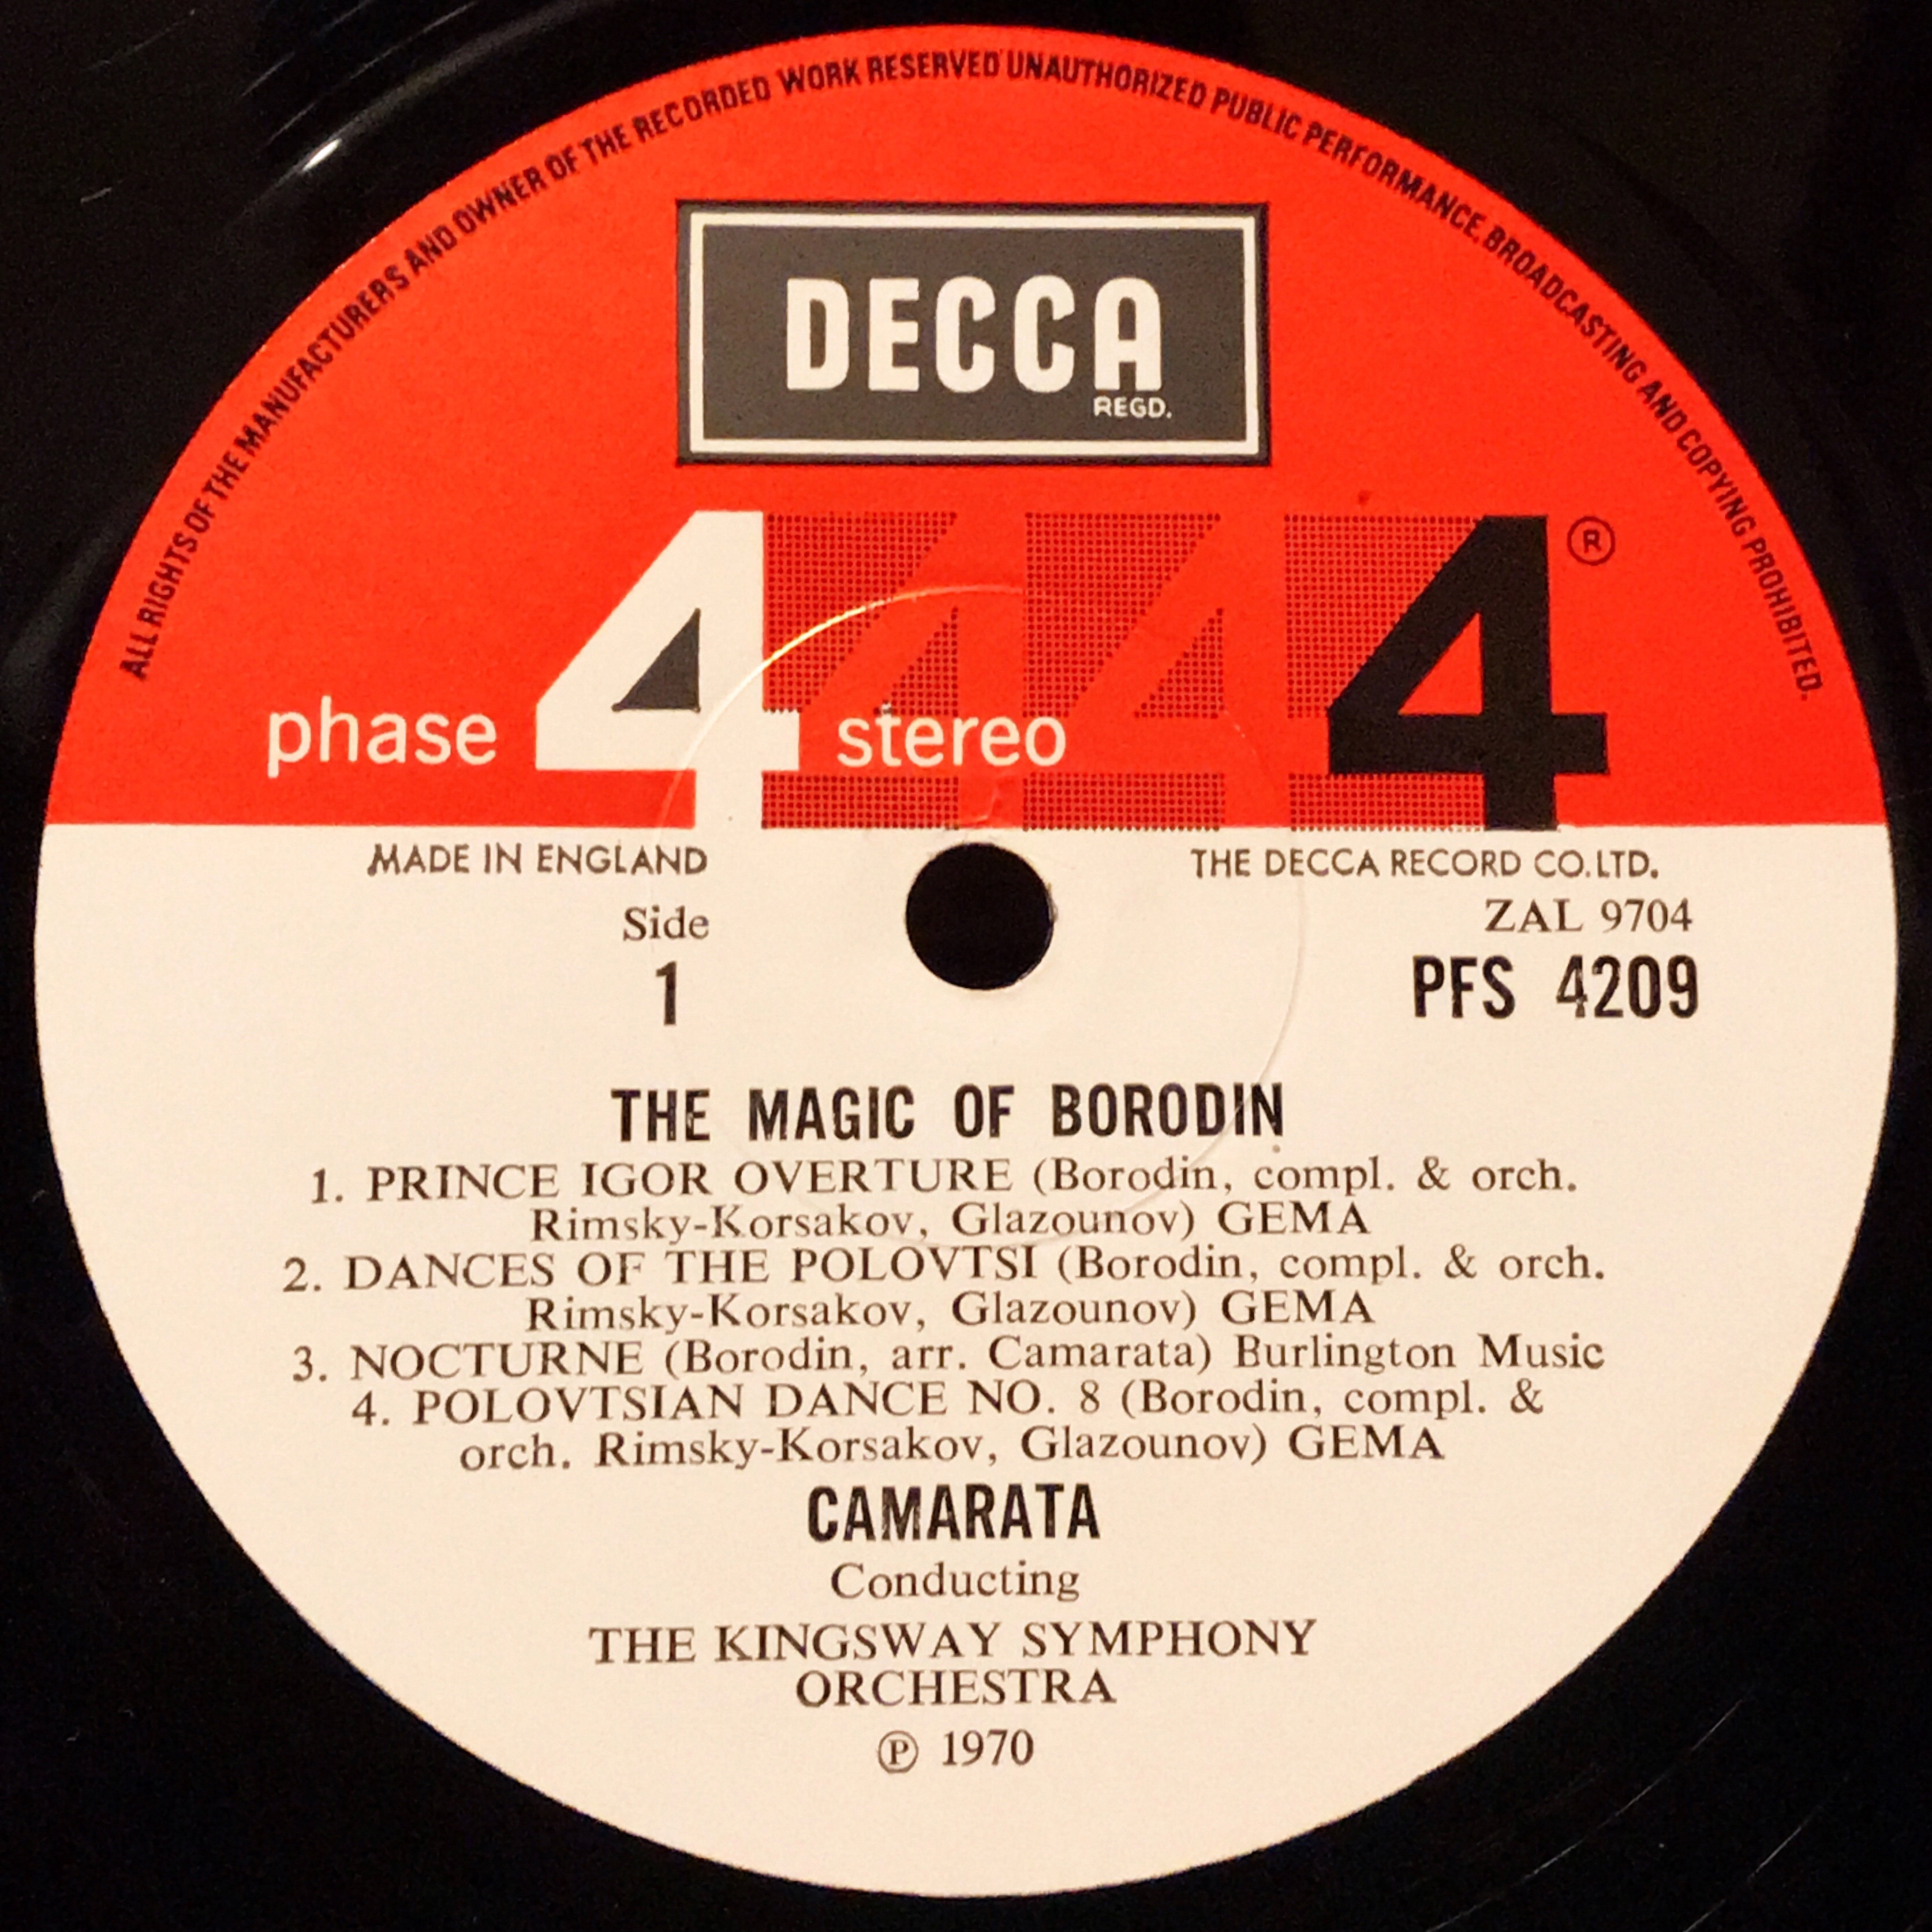 ALL RIGHTS OF THE MANUFACTURERS AND OWNER OF THE RECORDED WORK RESERVED UNAUTHORIZED PUBLIC PERFORMANCE, BROADCASTING AND COPYING PROHIBITED.
DECCA
REGD.
phase 4 stereo 4 4 4 ®
MADE IN ENGLAND
THE DECCA RECORD CO. LTD.
Side
1
ZAL 9704
PFS 4209
THE MAGIC OF BORODIN
1. PRINCE IGOR OVERTURE (Borodin, compl. & orch.
Rimsky-Korsakov, Glazounov) GEMA
2. DANCES OF THE POLOVTSI (Borodin, compl. & orch.
Rimsky-Korsakov, Glazounov) GEMA
3. NOCTURNE (Borodin, arr. Camarata) Burlington Music
4. POLOVTSIAN DANCE NO. 8 (Borodin, compl. &
orch. Rimsky-Korsakov, Glazounov) GEMA
CAMARATA
Conducting
THE KINGSWAY SYMPHONY
ORCHESTRA
℗ 1970